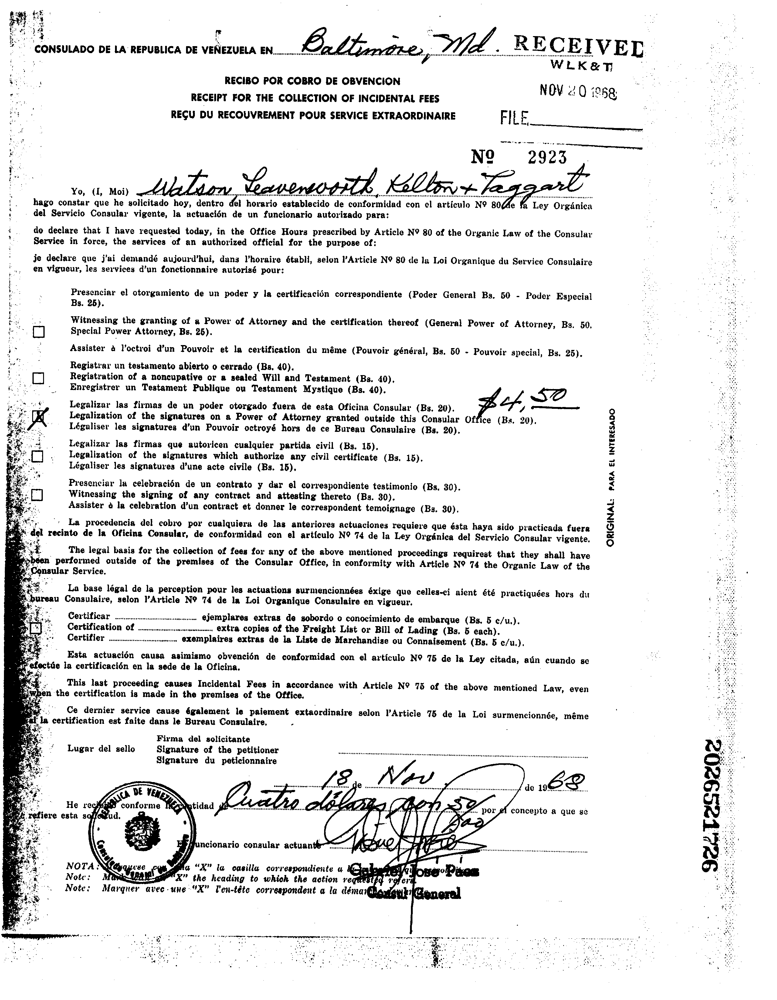 CONSULADO DE LA REPUBLICA DE VENEZUELA EN Baltimore, Md. RECEIVED
WLK&T
NOV 20 1968
FILE
RECIBO POR COBRO DE OBVENCION
RECEIPT FOR THE COLLECTION OF INCIDENTAL FEES
REÇU DU RECOUVREMENT POUR SERVICE EXTRAORDINAIRE
Nº 2923
Yo, (I, Moi) Watson Leavenworth, Kelton + Taggart
hago constar que he solicitado hoy, dentro del horario establecido de conformidad con el artículo Nº 80 de la Ley Orgánica
del Servicio Consular vigente, la actuación de un funcionario autorizado para:
do declare that I have requested today, in the Office Hours prescribed by Article Nº 80 of the Organic Law of the Consular
Service in force, the services of an authorized official for the purpose of:
je declare que j'ai demandé aujourd'hui, dans l'horaire établi, selon l'Article Nº 80 de la Loi Organique du Service Consulaire
en vigueur, les services d'un fonctionnaire autorisé pour:
Presenciar el otorgamiento de un poder y la certificación correspondiente (Poder General Bs. 50 - Poder Especial
Bs. 25).
Witnessing the granting of a Power of Attorney and the certification thereof (General Power of Attorney, Bs. 50.
Special Power Attorney, Bs. 25).
Assister à l'octroi d'un Pouvoir et la certification du même (Pouvoir général, Bs. 50 - Pouvoir special, Bs. 25).
Registrar un testamento abierto o cerrado (Bs. 40).
Registration of a noncupative or a sealed Will and Testament (Bs. 40).
Enregistrer un Testament Publique ou Testament Mystique (Bs. 40).
$4,50
Legalizar las firmas de un poder otorgado fuera de esta Oficina Consular (Bs. 20).
X Legalization of the signatures on a Power of Attorney granted outside this Consular Office (Bs. 20).
Légaliser les signatures d'un Pouvoir octroyé hors de ce Bureau Consulaire (Bs. 20).
Legalizar las firmas que autoricen cualquier partida civil (Bs. 15).
Legalization of the signatures which authorize any civil certificate (Bs. 15).
Légaliser les signatures d'une acte civile (Bs. 15).
Presenciar la celebración de un contrato y dar el correspondiente testimonio (Bs. 30).
Witnessing the signing of any contract and attesting thereto (Bs. 30).
Assister à la celebration d'un contract et donner le correspondent temoignage (Bs. 30).
ORIGINAL: PARA EL INTERESADO
La procedencia del cobro por cualquiera de las anteriores actuaciones requiere que ésta haya sido practicada fuera
del recinto de la Oficina Consular, de conformidad con el artículo Nº 74 de la Ley Orgánica del Servicio Consular vigente.
The legal basis for the collection of fees for any of the above mentioned proceedings requirest that they shall have
been performed outside of the premises of the Consular Office, in conformity with Article Nº 74 the Organic Law of the
Consular Service.
La base légal de la perception pour les actuations surmencionnées éxige que celles-ci aient été practiquées hors du
bureau Consulaire, selon l'Article Nº 74 de la Loi Organique Consulaire en vigueur.
Certificar ejemplares extras de sobordo o conocimiento de embarque (Bs. 5 c/u.).
Certification of extra copies of the Freight List or Bill of Lading (Bs. 5 each).
Certifier exemplaires extras de la Liste de Marchandise ou Connaisement (Bs. 5 c/u.).
Esta actuación causa asimismo obvención de conformidad con el artículo Nº 75 de la Ley citada, aún cuando se
efectúe la certificación en la sede de la Oficina.
This last proceeding causes Incidental Fees in accordance with Article Nº 75 of the above mentioned Law, even
when the certification is made in the premises of the Office.
Ce dernier service cause également le paiement extaordinaire selon l'Article 75 de la Loi surmencionnée, même
si la certification est faite dans le Bureau Consulaire.
Firma del solicitante
Lugar del sello Signature of the petitioner
Signature du peticionnaire
18 de Nov de 1968
He recibido conforme cantidad de Cuatro dólares con 50 por el concepto a que se
refiere esta solicitud.
funcionario consular actuante
NOTA: Marquese con una "X" la casilla correspondiente a
Note: Mark "X" the heading to which the action requested refers.
Note: Marquer avec une "X" l'en-tête correspondent a la
Gabriel Jose Paez
Consul General
2026521726